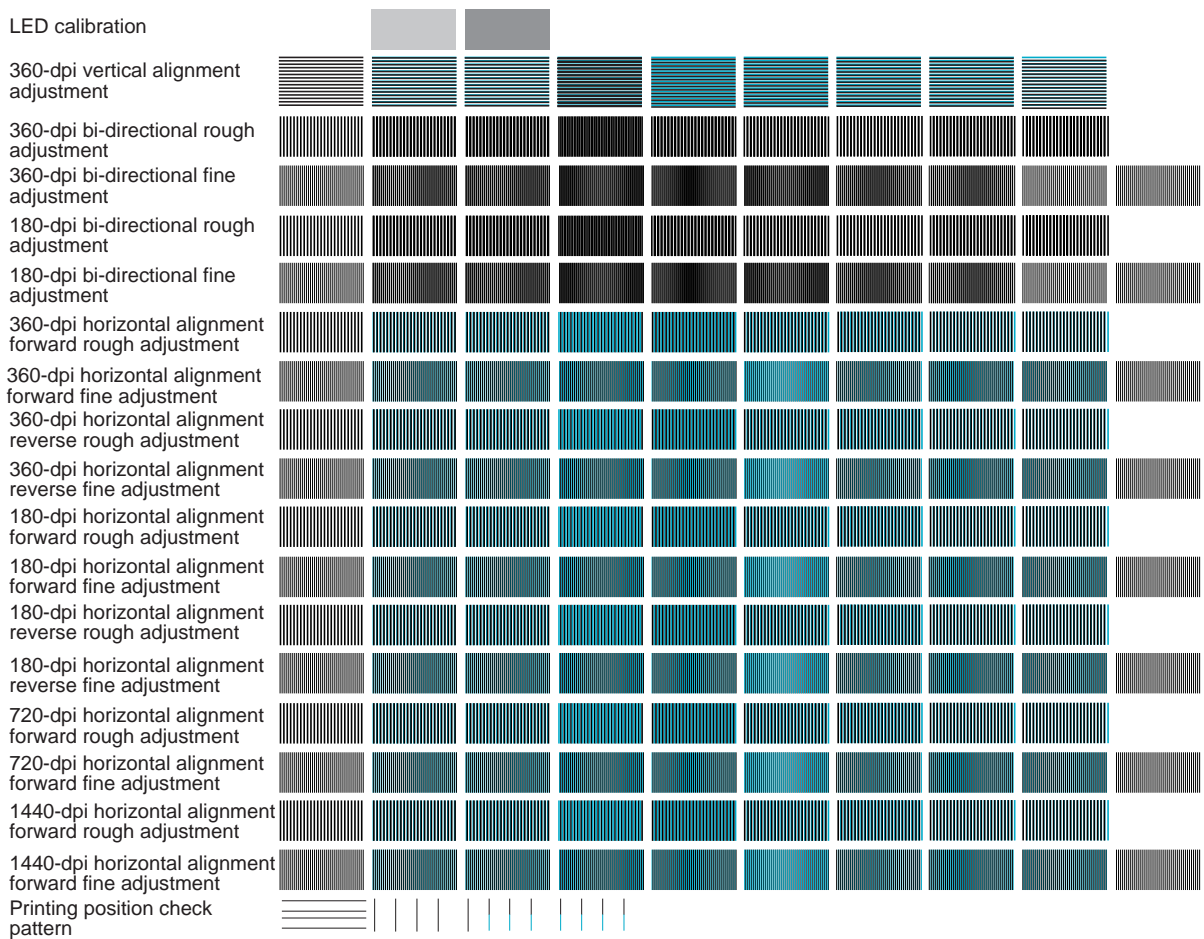 LED calibration
360-dpi vertical alignment
adjustment
360-dpi bi-directional rough
adjustment
360-dpi bi-directional fine
adjustment
180-dpi bi-directional rough
adjustment
180-dpi bi-directional fine
adjustment
360-dpi horizontal alignment
forward rough adjustment
360-dpi horizontal alignment
forward fine adjustment
360-dpi horizontal alignment
reverse rough adjustment
360-dpi horizontal alignment
reverse fine adjustment
180-dpi horizontal alignment
forward rough adjustment
180-dpi horizontal alignment
forward fine adjustment
180-dpi horizontal alignment
reverse rough adjustment
180-dpi horizontal alignment
reverse fine adjustment
720-dpi horizontal alignment
forward rough adjustment
720-dpi horizontal alignment
forward fine adjustment
1440-dpi horizontal alignment
forward rough adjustment
1440-dpi horizontal alignment
forward fine adjustment
Printing position check
pattern